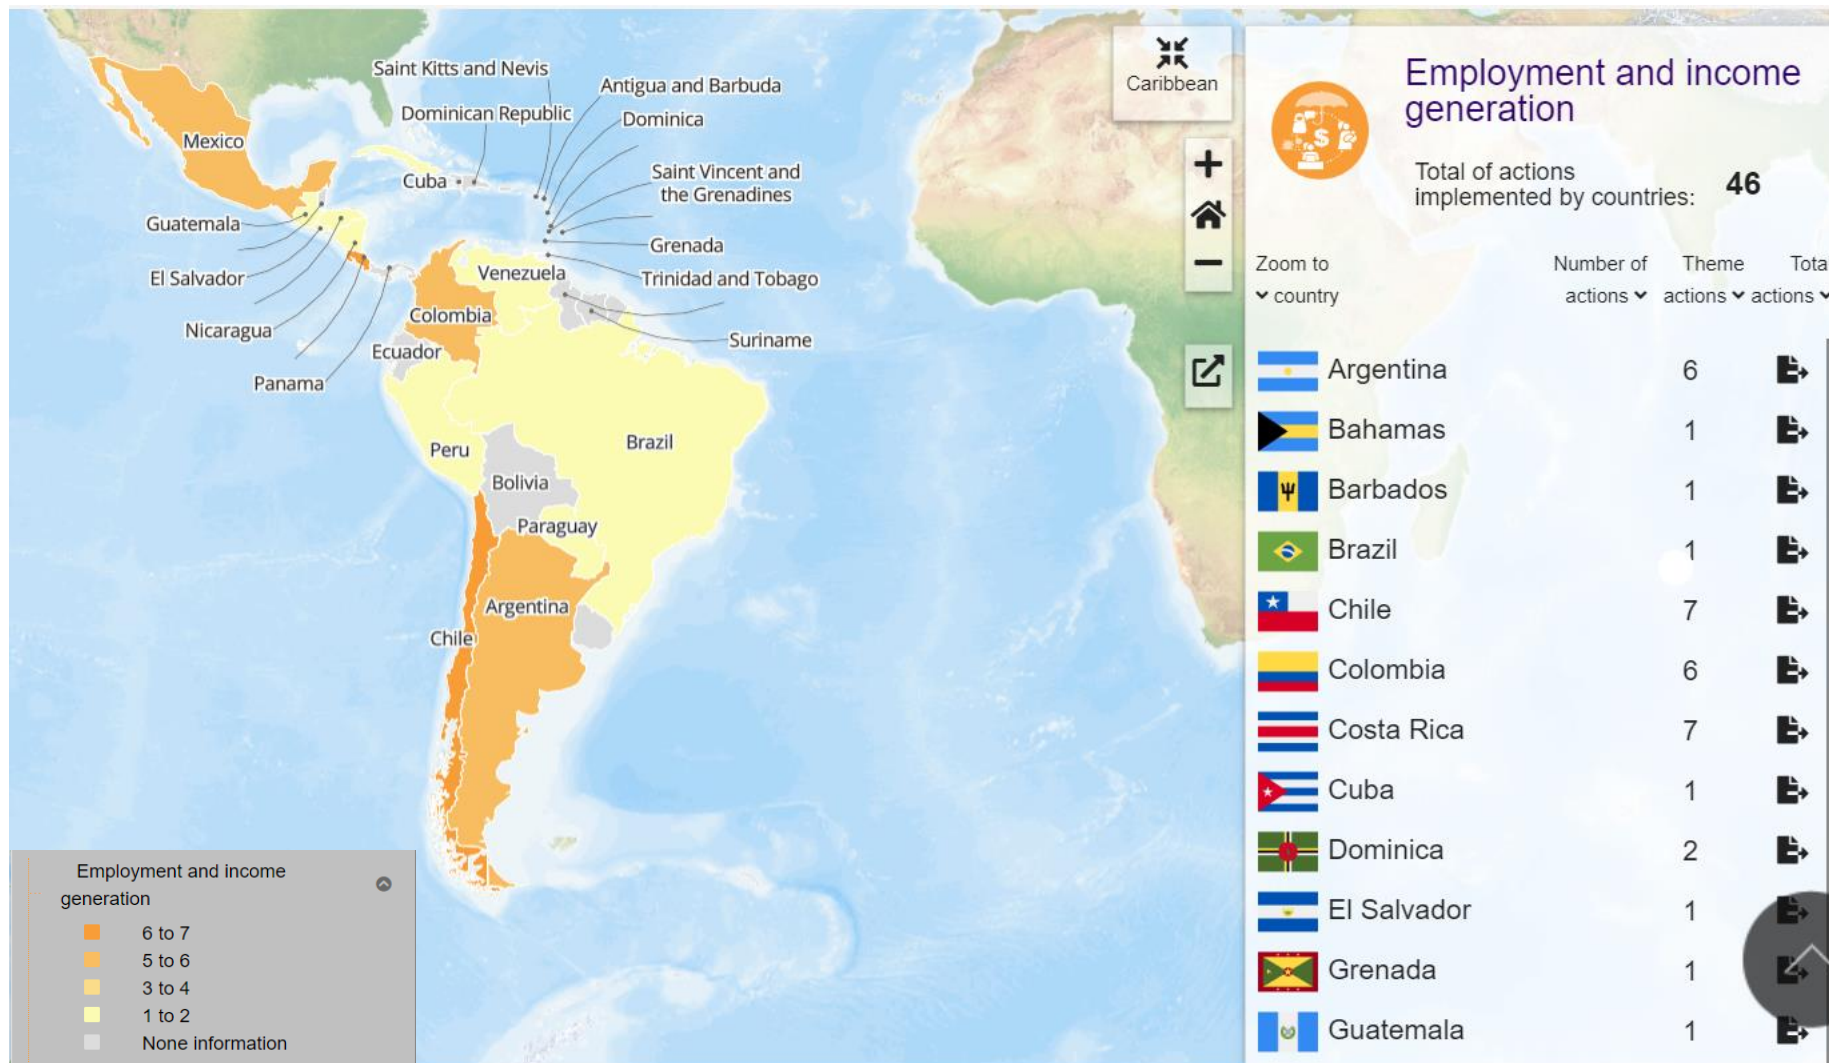 Saint Kitts and Nevis
Antigua and Barbuda
Dominican Republic
Dominica
Mexico
Saint Vincent and
the Grenadines
Cuba
Guatemala
Grenada
El Salvador
Venezuela
Trinidad and Tobago
Colombia
Nicaragua
Suriname
Ecuador
Panama
Brazil
Peru
Bolivia
Paraguay
Argentina
Chile
Employment and income
generation
6 to 7
5 to 6
3 to 4
1 to 2
None information
Caribbean
Employment and income
generation
Total of actions
implemented by countries: 46
Zoom to
country
Number of
actions
Theme
actions
Tota
actions
Argentina 6
Bahamas 1
Barbados 1
Brazil 1
Chile 7
Colombia 6
Costa Rica 7
Cuba 1
Dominica 2
El Salvador 1
Grenada 1
Guatemala 1